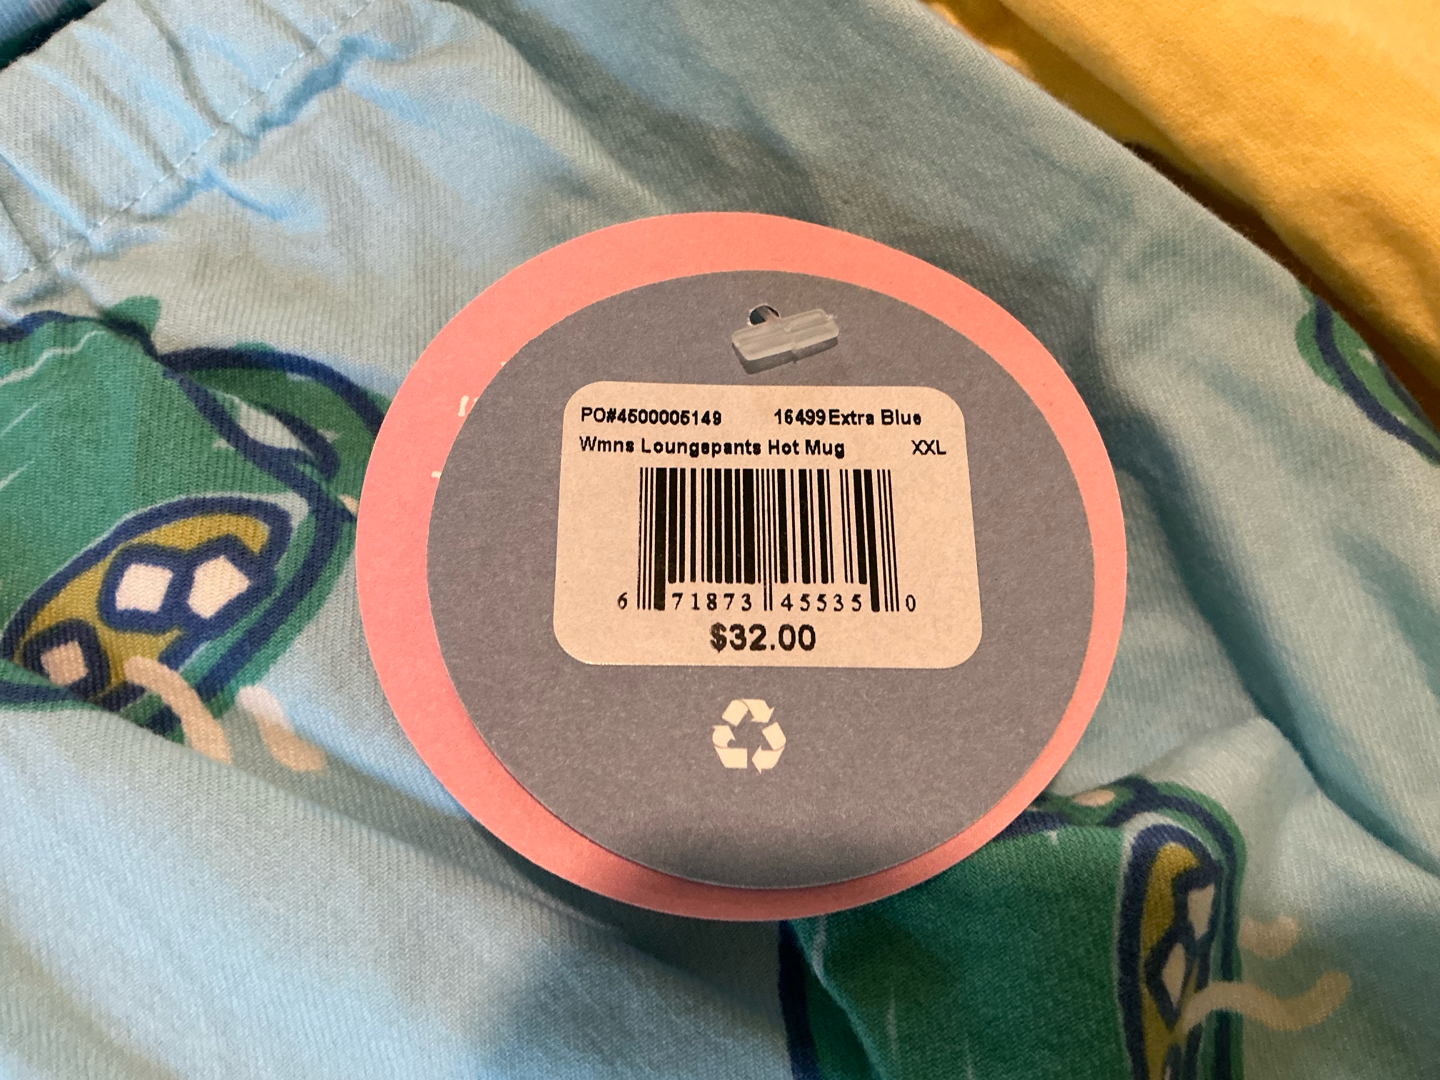 PO#4500005149 16499 Extra Blue
Wmns Loungepants Hot Mug XXL
6 71873 45535 0
$32.00